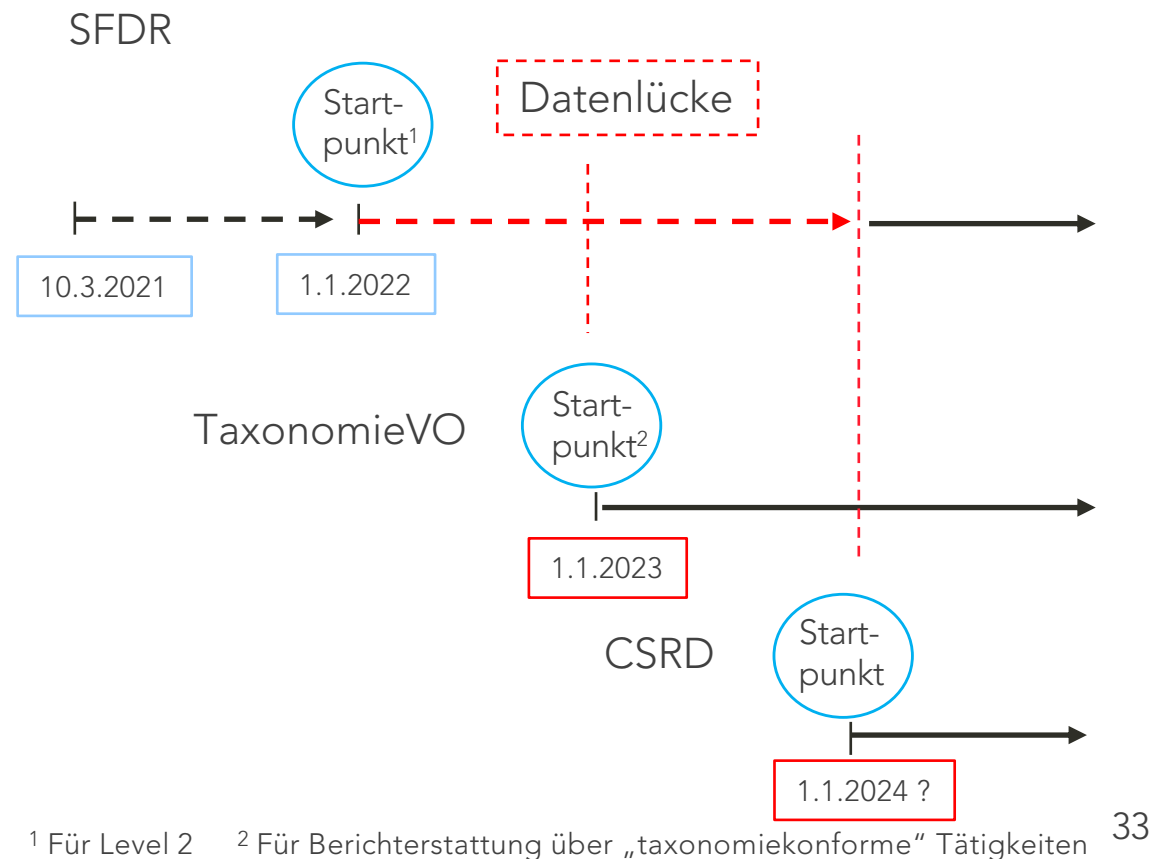 SFDR
Start-
punkt¹
Datenlücke
10.3.2021
1.1.2022
TaxonomieVO
Start-
punkt²
1.1.2023
CSRD
Start-
punkt
1.1.2024 ?
¹ Für Level 2 ² Für Berichterstattung über „taxonomiekonforme“ Tätigkeiten
33